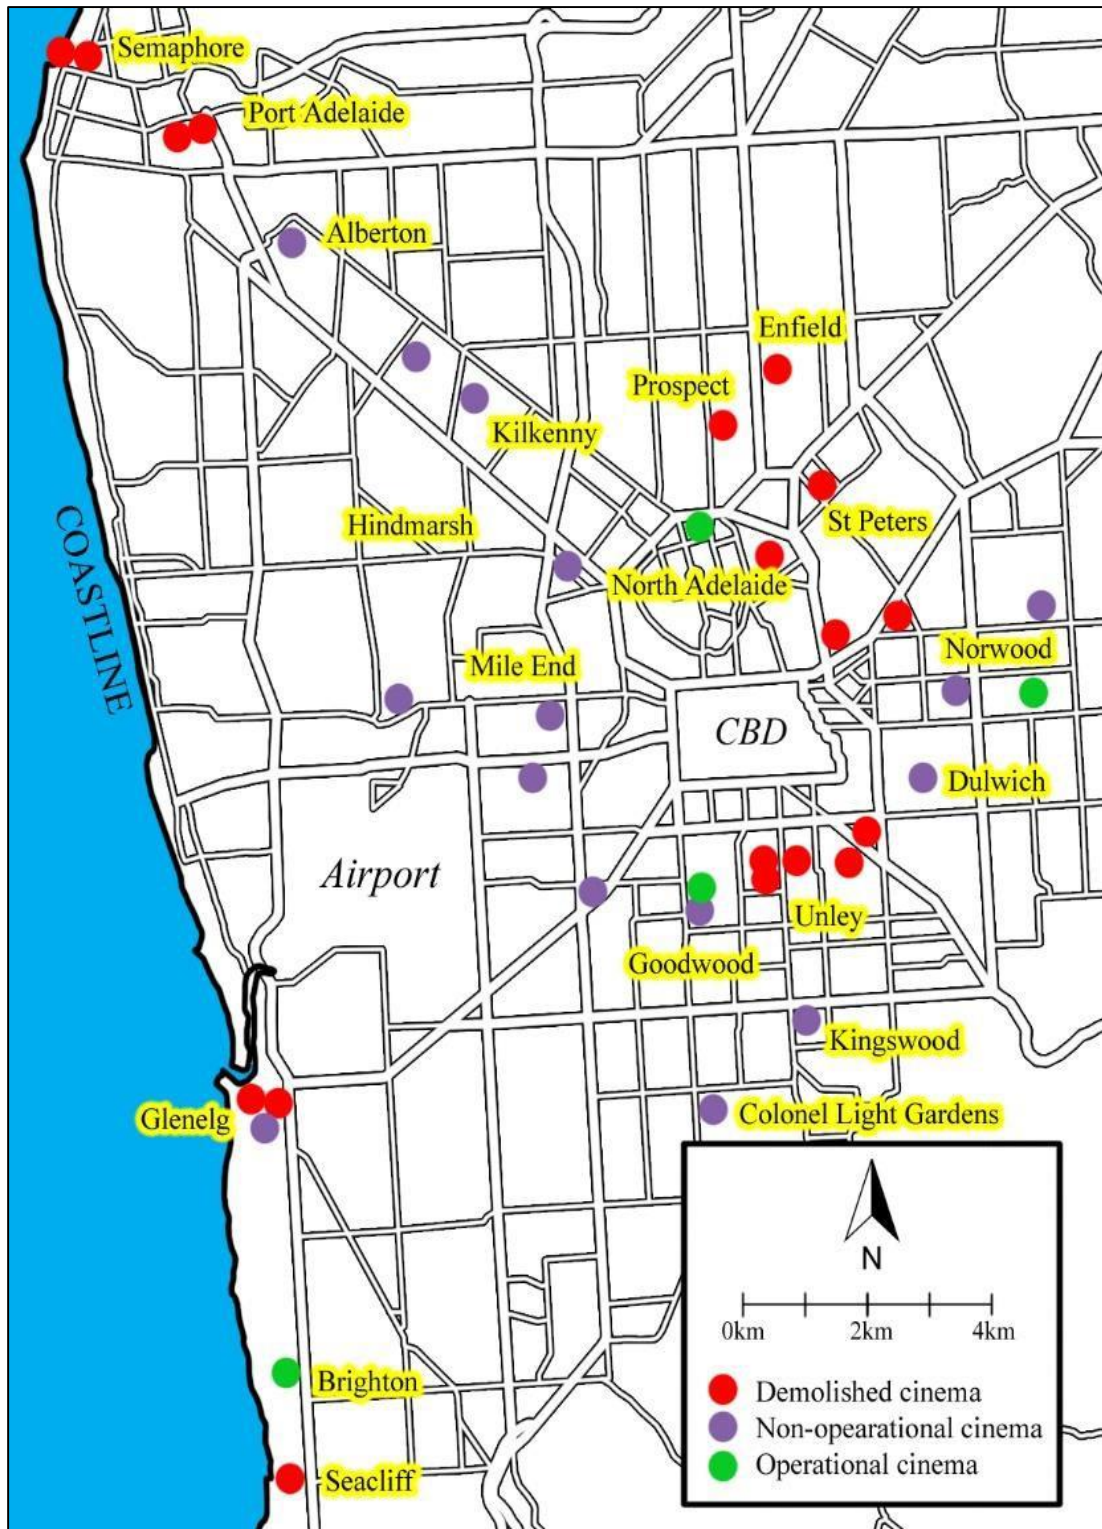 Semaphore
Port Adelaide
Alberton
Enfield
Prospect
Kilkenny
Hindmarsh
St Peters
COASTLINE
North Adelaide
Norwood
Mile End
CBD
Dulwich
Airport
Unley
Goodwood
Kingswood
Glenelg
Colonel Light Gardens
N
0km 2km 4km
Brighton
Demolished cinema
Non-opearational cinema
Operational cinema
Seacliff